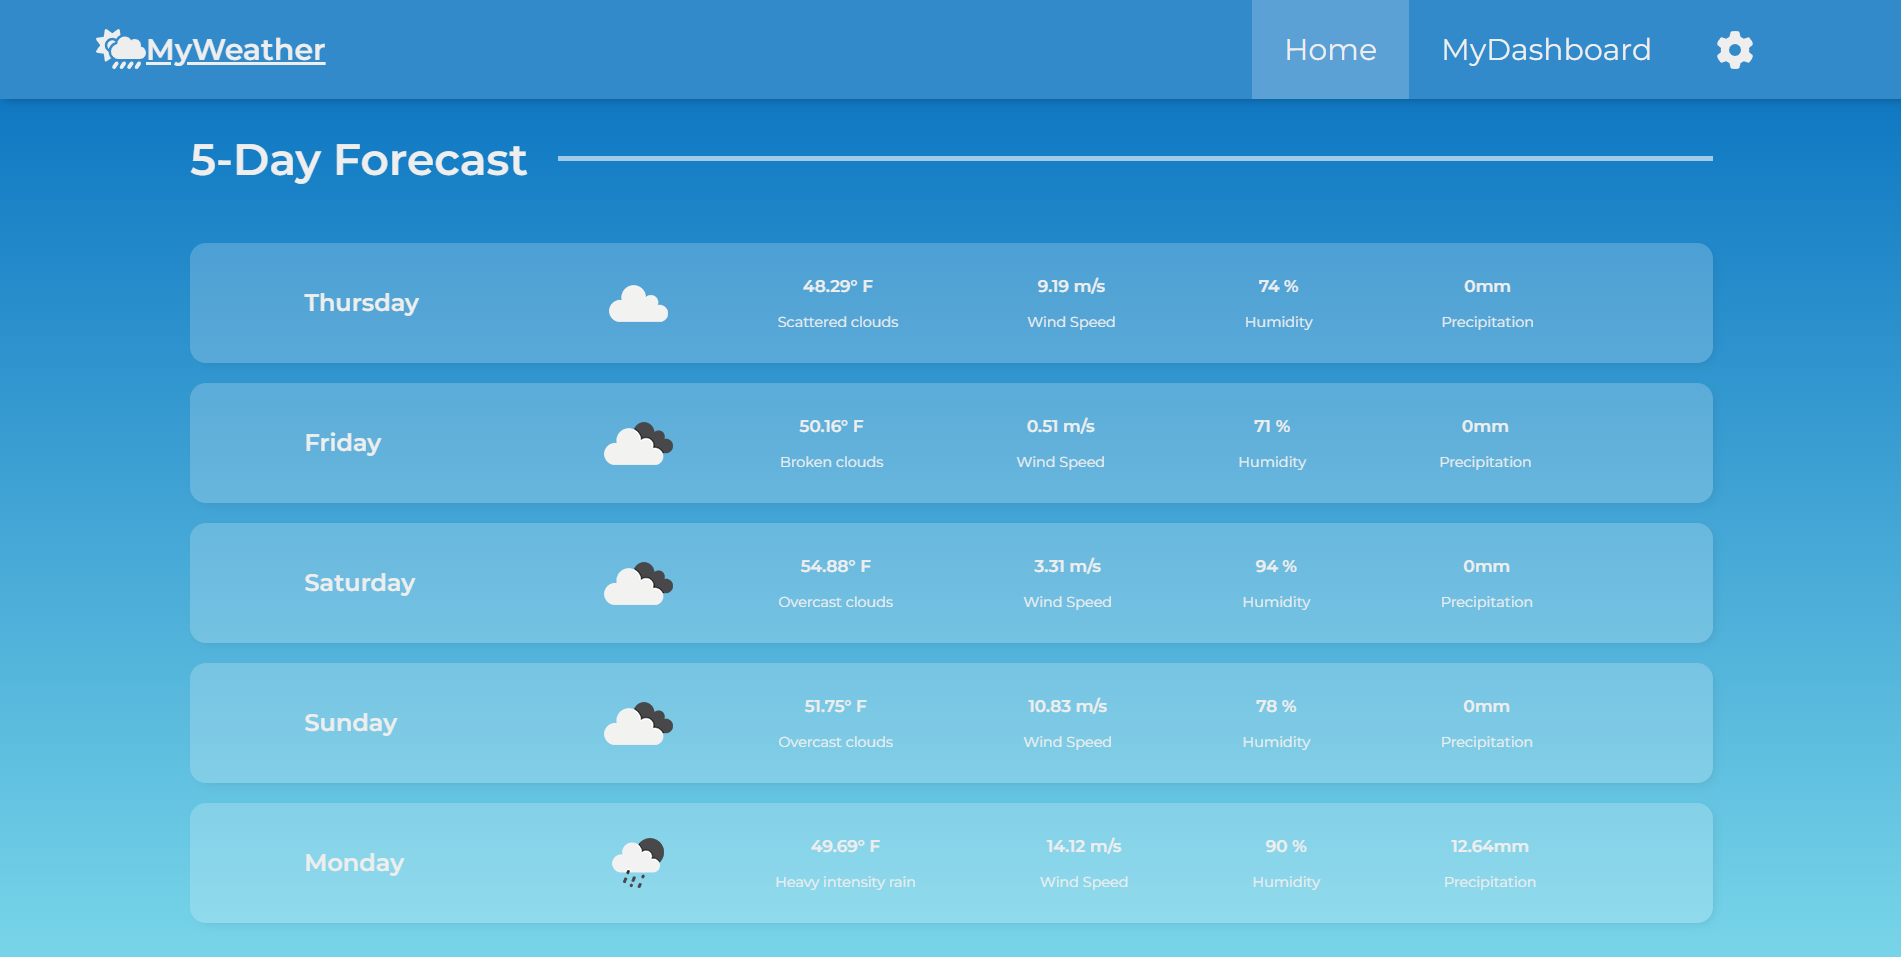 MyWeather
Home
MyDashboard
5-Day Forecast
Thursday
48.29° F
Scattered clouds
9.19 m/s
Wind Speed
74 %
Humidity
0mm
Precipitation
Friday
50.16° F
Broken clouds
0.51 m/s
Wind Speed
71 %
Humidity
0mm
Precipitation
Saturday
54.88° F
Overcast clouds
3.31 m/s
Wind Speed
94 %
Humidity
0mm
Precipitation
Sunday
51.75° F
Overcast clouds
10.83 m/s
Wind Speed
78 %
Humidity
0mm
Precipitation
Monday
49.69° F
Heavy intensity rain
14.12 m/s
Wind Speed
90 %
Humidity
12.64mm
Precipitation